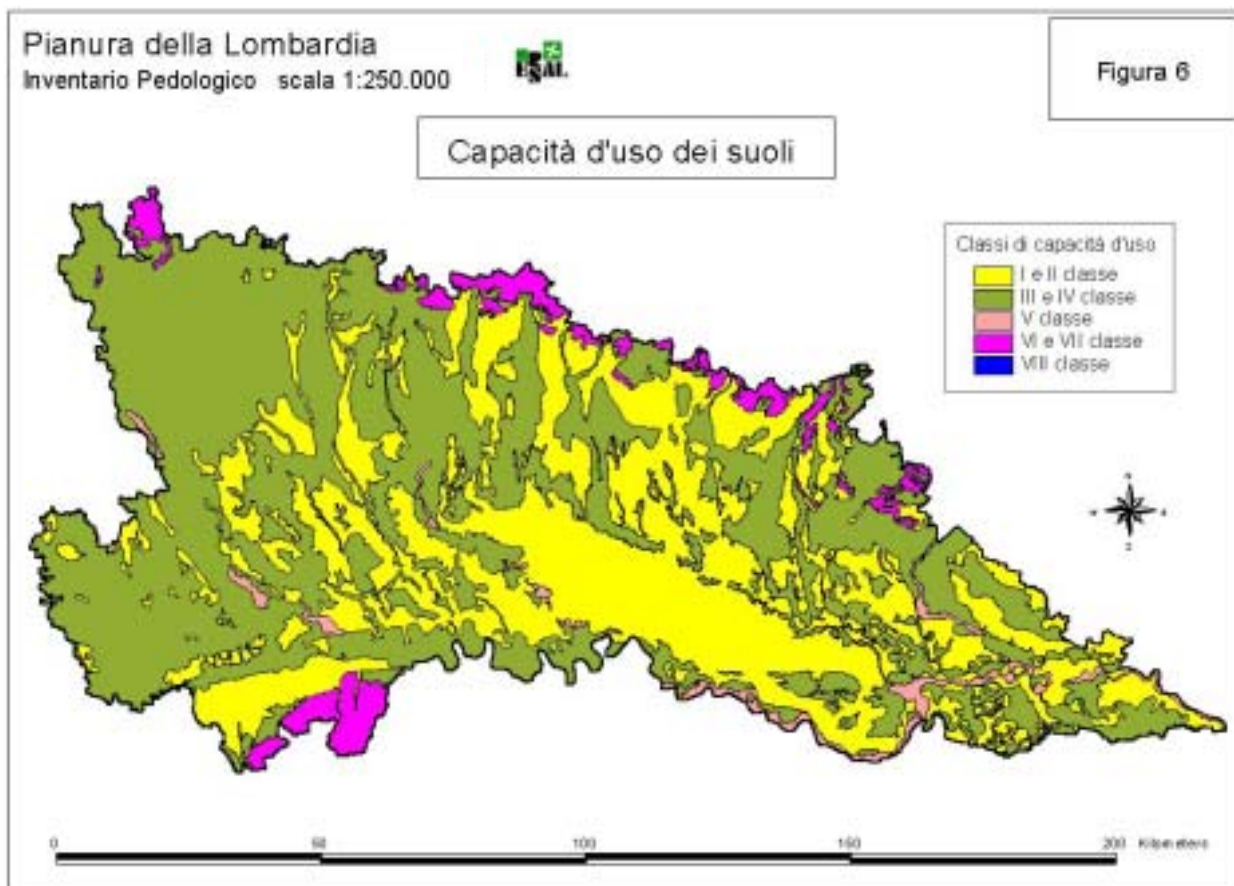 Pianura della Lombardia
Inventario Pedologico scala 1:250.000
Figura 6
Capacità d'uso dei suoli
Classi di capacità d'uso
I e II classe
III e IV classe
V classe
VI e VII classe
VIII classe
0 50 100 150 200 Kilometers